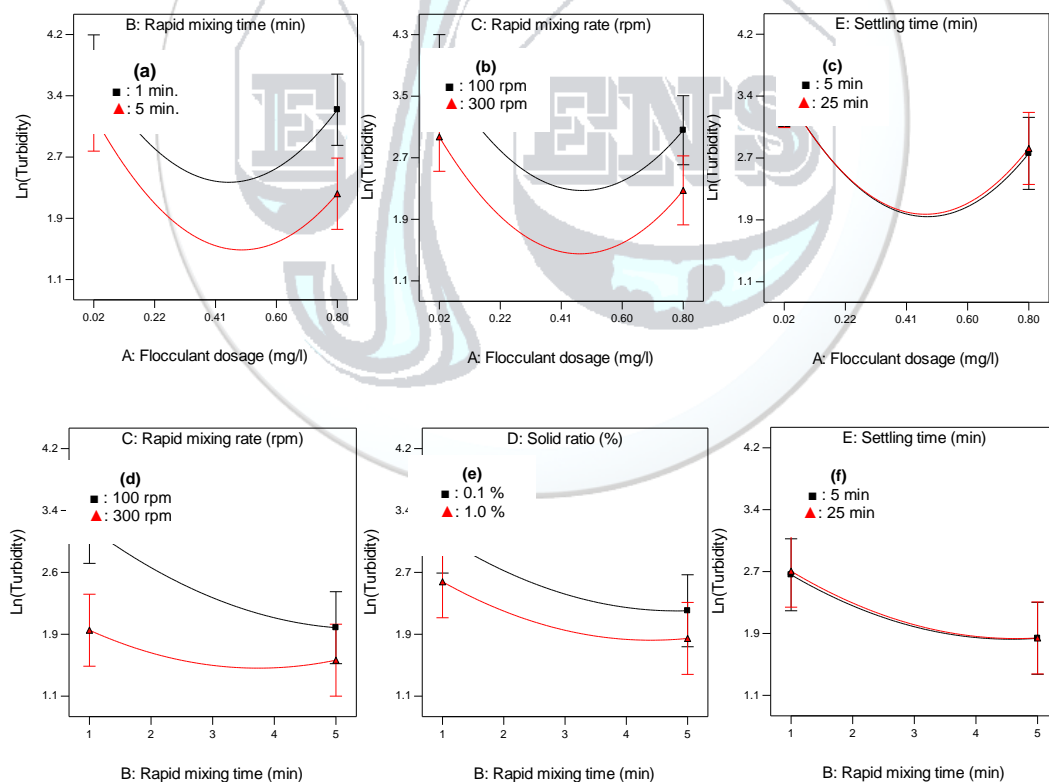 B: Rapid mixing time (min)
4.2
3.4
2.7
1.9
1.1
Ln(Turbidity)
(a)
: 1 min.
: 5 min.
0.02 0.22 0.41 0.60 0.80
A: Flocculant dosage (mg/l)
C: Rapid mixing rate (rpm)
4.3
3.5
2.7
1.9
1.1
Ln(Turbidity)
(b)
: 100 rpm
: 300 rpm
0.02 0.22 0.41 0.60 0.80
A: Flocculant dosage (mg/l)
E: Settling time (min)
4.2
3.4
2.7
1.9
1.1
Ln(Turbidity)
(c)
: 5 min
: 25 min
0.02 0.22 0.41 0.60 0.80
A: Flocculant dosage (mg/l)
E ENS
C: Rapid mixing rate (rpm)
4.2
3.4
2.6
1.9
1.1
Ln(Turbidity)
(d)
: 100 rpm
: 300 rpm
1 2 3 4 5
B: Rapid mixing time (min)
D: Solid ratio (%)
4.2
3.4
2.6
1.9
1.1
Ln(Turbidity)
(e)
: 0.1 %
: 1.0 %
1 2 3 4 5
B: Rapid mixing time (min)
E: Settling time (min)
4.2
3.4
2.7
1.9
1.1
Ln(Turbidity)
(f)
: 5 min
: 25 min
1 2 3 4 5
B: Rapid mixing time (min)